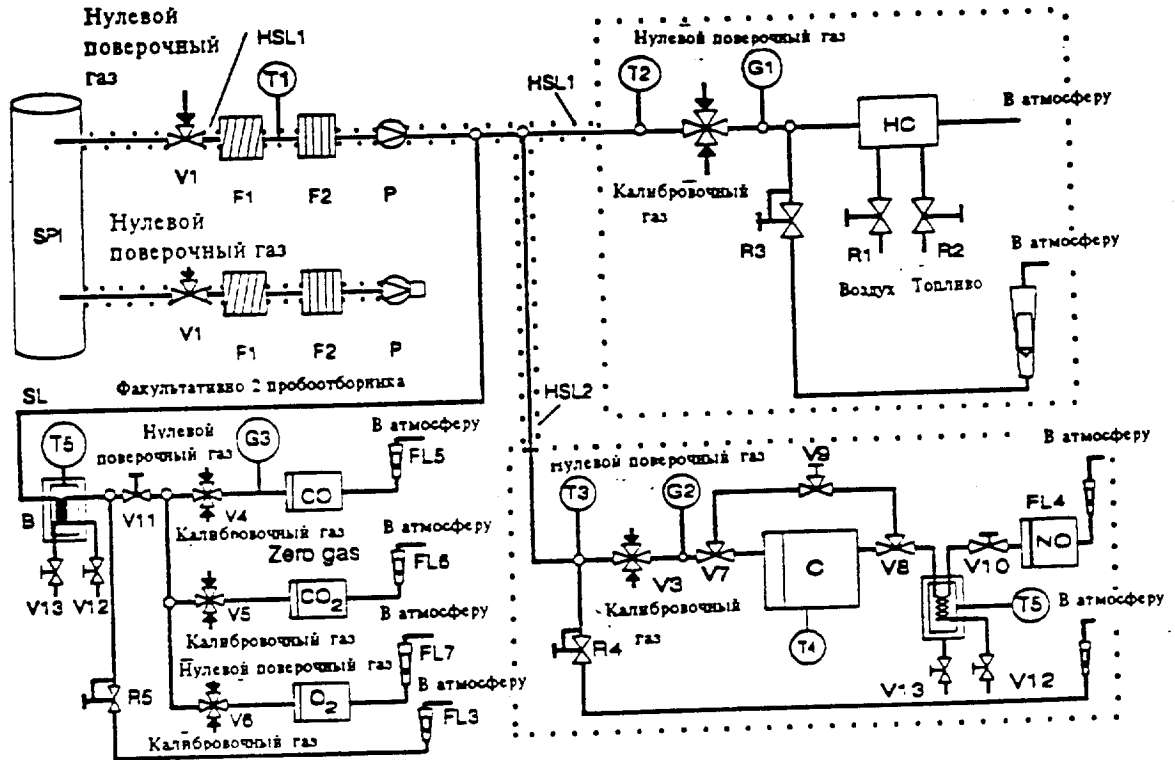 Нулевой
поверочный
газ
HSL1
T1
V1
F1
F2
P
SPI
Нулевой
поверочный газ
V1
F1
F2
P
Факультативно 2 пробоотборника
SL
HSL1
HSL2
Нулевой поверочный газ
T2
G1
HC
В атмосферу
Калибровочный
газ
R3
R1
R2
Воздух
Топливо
В атмосферу
T5
B
V13
V12
V11
Нулевой
поверочный газ
G3
В атмосферу
FL5
V4
CO
Калибровочный газ
Zero gas
В атмосферу
FL6
V5
CO2
Калибровочный газ
В атмосферу
FL7
Нулевой поверочный газ
V6
O2
Калибровочный газ
В атмосферу
FL3
R5
Нулевой поверочный газ
T3
G2
V9
V3
V7
C
T4
V8
V10
NO
FL4
В атмосферу
Калибровочный
газ
R4
T5
В атмосферу
V13
V12